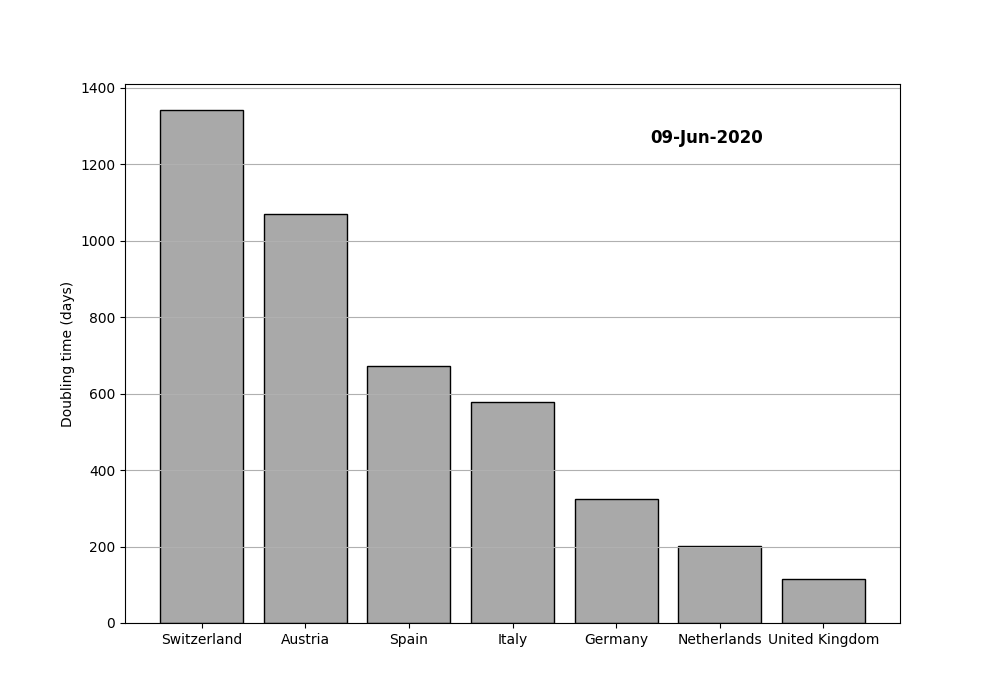 09-Jun-2020
Doubling time (days)
1400
1200
1000
800
600
400
200
0
Switzerland Austria Spain Italy Germany Netherlands United Kingdom